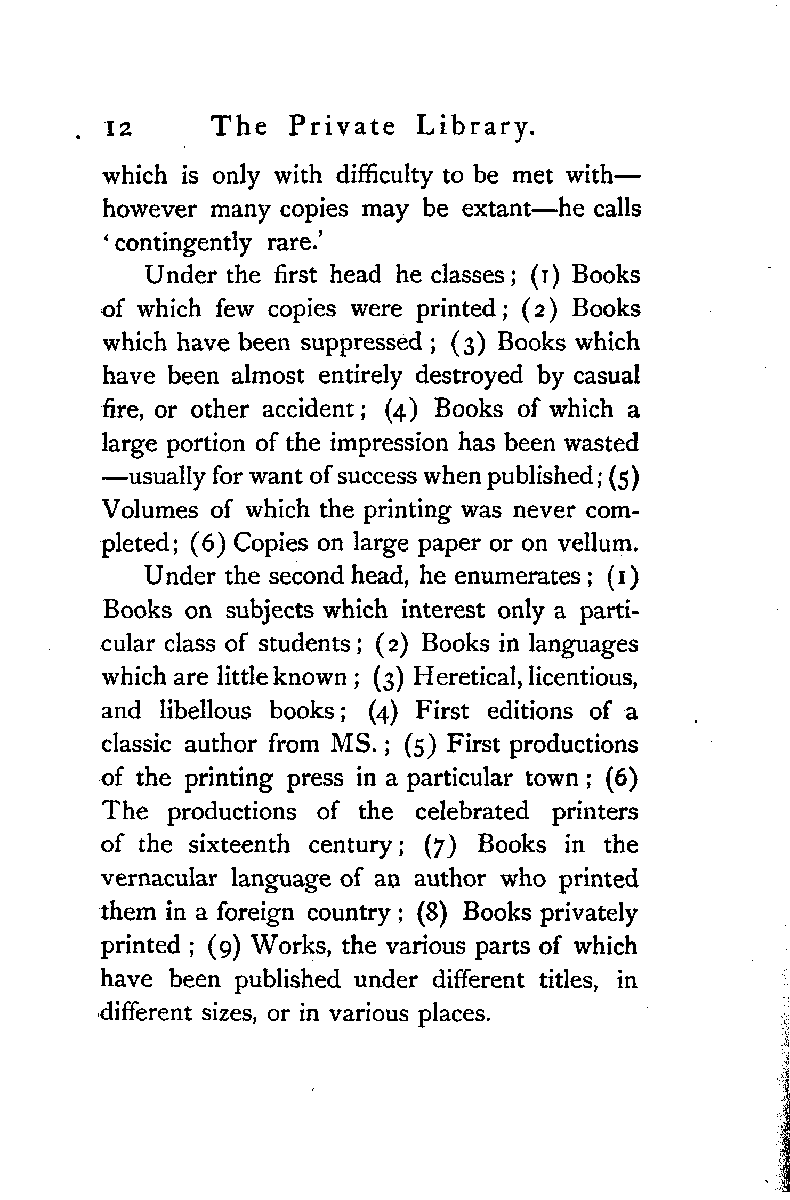 12 The Private Library.
which is only with difficulty to be met with—
however many copies may be extant—he calls
‘contingently rare.’
Under the first head he classes; (1) Books
of which few copies were printed; (2) Books
which have been suppressed; (3) Books which
have been almost entirely destroyed by casual
fire, or other accident; (4) Books of which a
large portion of the impression has been wasted
—usually for want of success when published; (5)
Volumes of which the printing was never com-
pleted; (6) Copies on large paper or on vellum.
Under the second head, he enumerates; (1)
Books on subjects which interest only a parti-
cular class of students; (2) Books in languages
which are little known; (3) Heretical, licentious,
and libellous books; (4) First editions of a
classic author from MS.; (5) First productions
of the printing press in a particular town; (6)
The productions of the celebrated printers
of the sixteenth century; (7) Books in the
vernacular language of an author who printed
them in a foreign country; (8) Books privately
printed; (9) Works, the various parts of which
have been published under different titles, in
different sizes, or in various places.